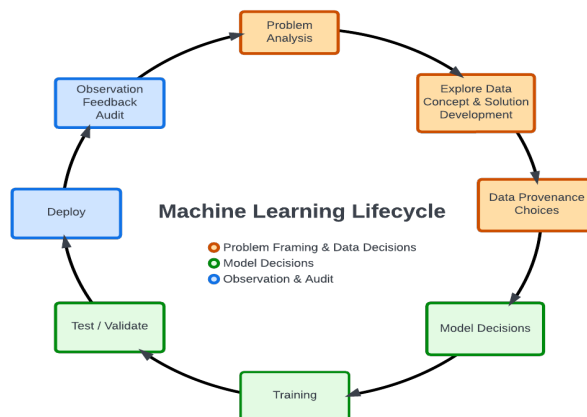 Problem
Analysis
Observation
Feedback
Audit
Explore Data
Concept & Solution
Development
Deploy
Machine Learning Lifecycle
Data Provenance
Choices
Problem Framing & Data Decisions
Model Decisions
Observation & Audit
Test / Validate
Model Decisions
Training